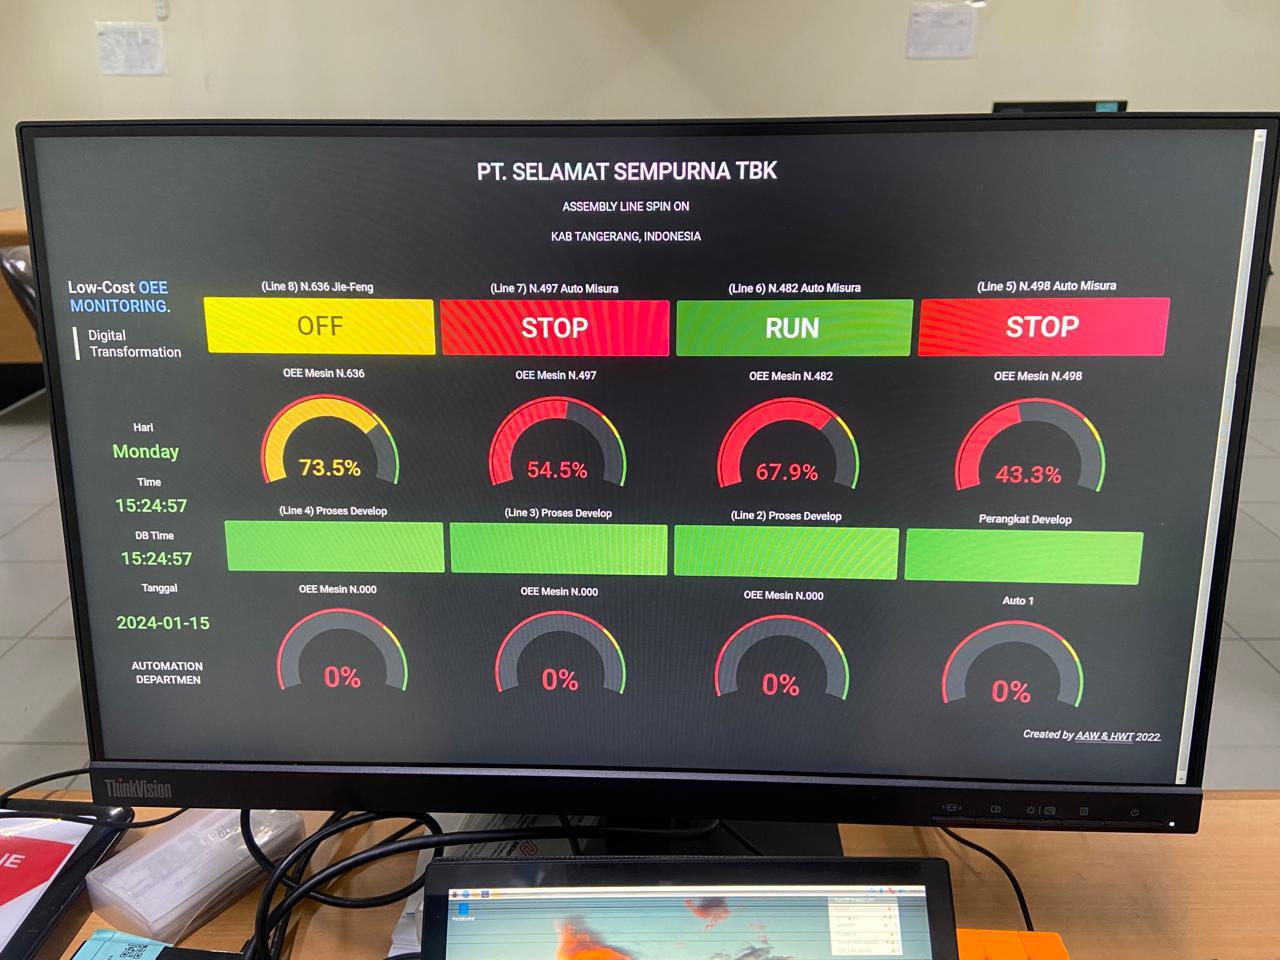 PT. SELAMAT SEMPURNA TBK
ASSEMBLY LINE SPIN ON
KAB TANGERANG, INDONESIA
Low-Cost OEE
MONITORING.
Digital
Transformation
(Line 8) N.636 Jie-Feng
(Line 7) N.497 Auto Misura
(Line 6) N.482 Auto Misura
(Line 5) N.498 Auto Misura
OFF
STOP
RUN
STOP
OEE Mesin N.636
OEE Mesin N.497
OEE Mesin N.482
OEE Mesin N.498
73.5%
54.5%
67.9%
43.3%
Hari
Monday
Time
15:24:57
DB Time
15:24:57
Tanggal
2024-01-15
AUTOMATION
DEPARTMEN
(Line 4) Proses Develop
(Line 3) Proses Develop
(Line 2) Proses Develop
Perangkat Develop
OEE Mesin N.000
OEE Mesin N.000
OEE Mesin N.000
Auto 1
0%
0%
0%
0%
Created by AAW & HWT 2022.
ThinkVision